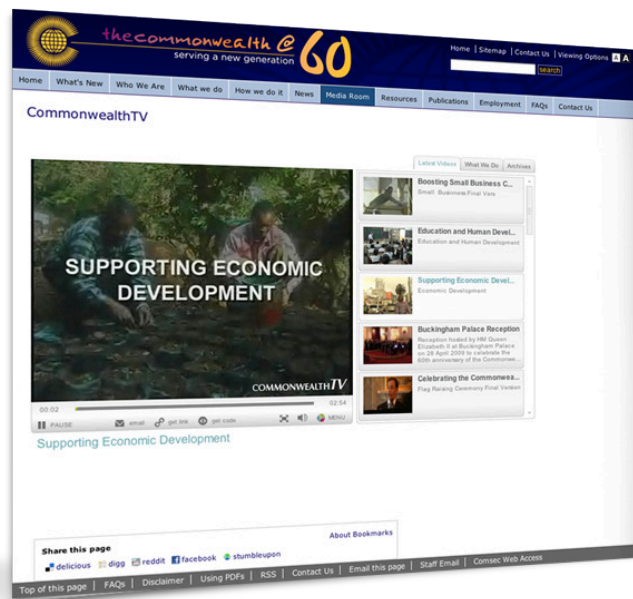 thecommonwealth @ 60
serving a new generation
Home | Sitemap | Contact Us | Viewing Options A A
search
Home What's New Who We Are What we do How we do it News Media Room Resources Publications Employment FAQs Contact Us
CommonwealthTV
Latest Videos What We Do Archives
Boosting Small Business C...
Small Business/Final Vers
Education and Human Devel...
Education and Human Development
Supporting Economic Devel...
Economic Development
Buckingham Palace Reception
Reception hosted by HM Queen
Elizabeth II at Buckingham Palace
on 28 April 2009 to celebrate the
60th anniversary of the Commonwea...
Celebrating the Commonwea...
Flag Raising Ceremony Final Version
SUPPORTING ECONOMIC
DEVELOPMENT
COMMONWEALTHTV
00:02 02:54
PAUSE email get link get code MENU
Supporting Economic Development
Share this page
About Bookmarks
delicious digg reddit facebook stumbleupon
Top of this page | FAQs | Disclaimer | Using PDFs | RSS | Contact Us | Email this page | Staff Email | Comsec Web Access